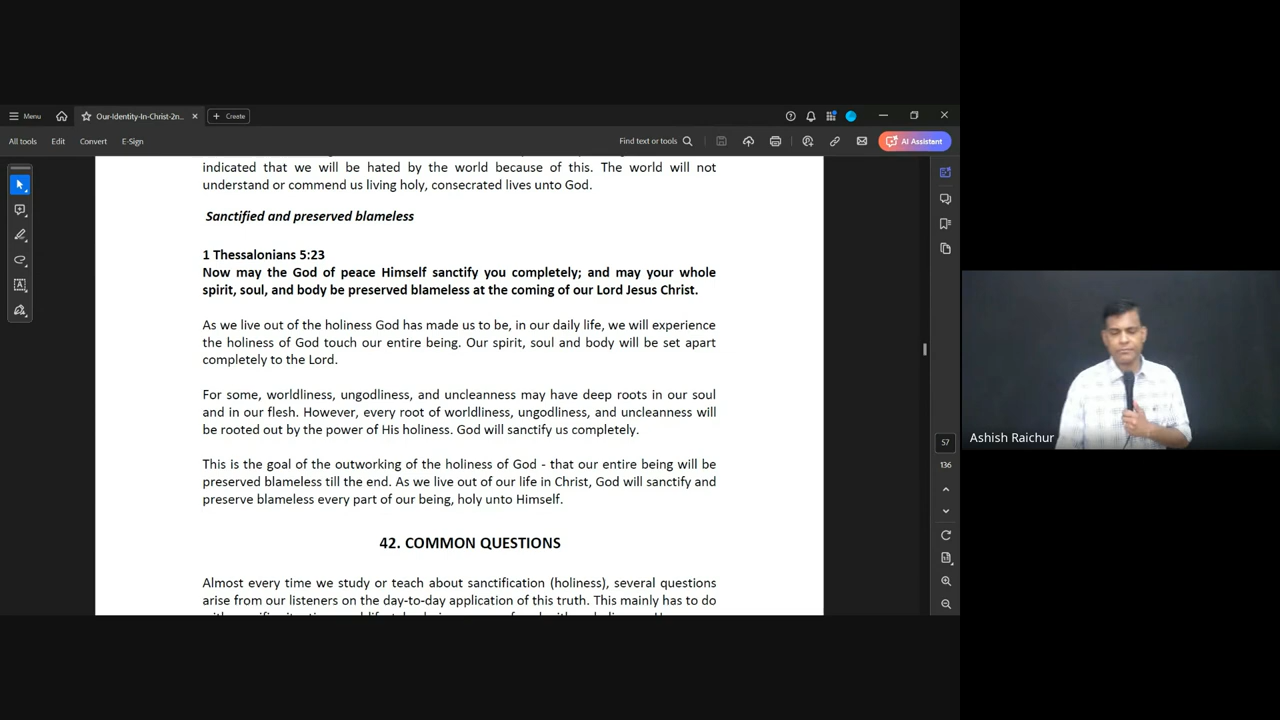 Menu
Our-Identity-In-Christ-2n...
Create
All tools
Edit
Convert
E-Sign
Find text or tools
AI Assistant
indicated that we will be hated by the world because of this. The world will not
understand or commend us living holy, consecrated lives unto God.
Sanctified and preserved blameless
1 Thessalonians 5:23
Now may the God of peace Himself sanctify you completely; and may your whole
spirit, soul, and body be preserved blameless at the coming of our Lord Jesus Christ.
As we live out of the holiness God has made us to be, in our daily life, we will experience
the holiness of God touch our entire being. Our spirit, soul and body will be set apart
completely to the Lord.
For some, worldliness, ungodliness, and uncleanness may have deep roots in our soul
and in our flesh. However, every root of worldliness, ungodliness, and uncleanness will
be rooted out by the power of His holiness. God will sanctify us completely.
This is the goal of the outworking of the holiness of God - that our entire being will be
preserved blameless till the end. As we live out of our life in Christ, God will sanctify and
preserve blameless every part of our being, holy unto Himself.
42. COMMON QUESTIONS
Almost every time we study or teach about sanctification (holiness), several questions
arise from our listeners on the day-to-day application of this truth. This mainly has to do
57
136
Ashish Raichur